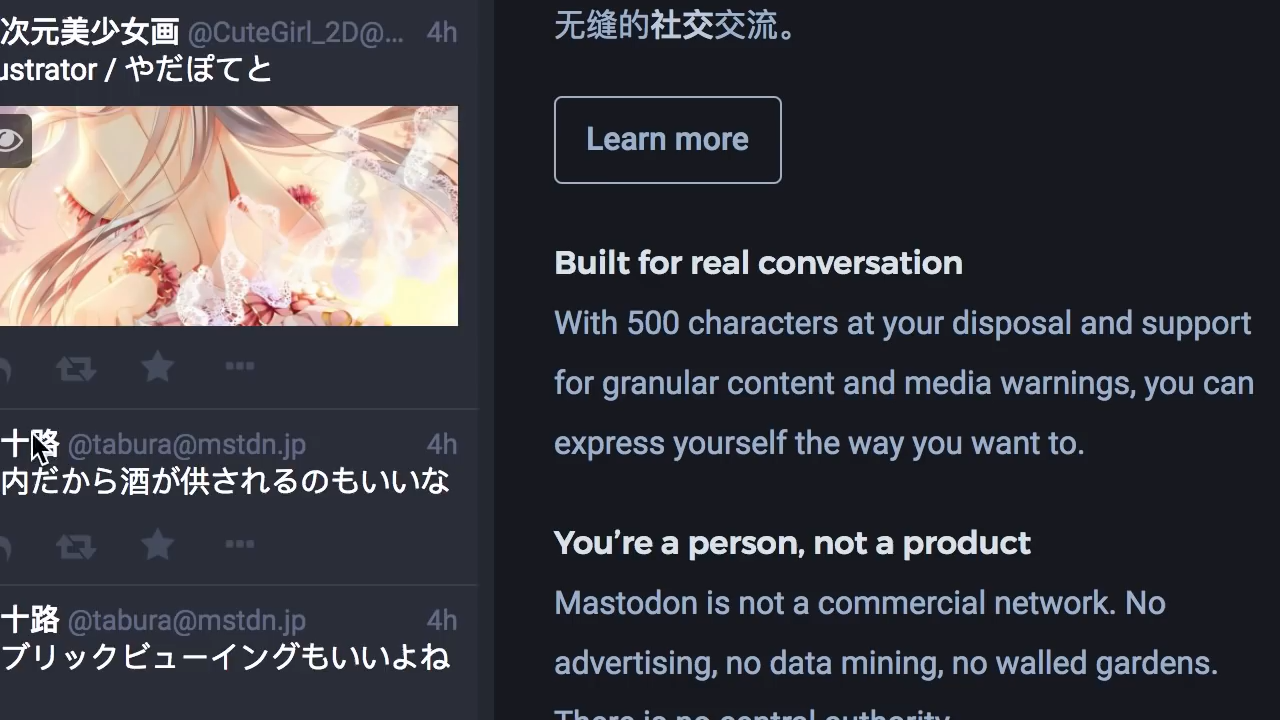 次元美少女画 @CuteGirl_2D@... 4h
ustrator / やだぽてと
十路 @tabura@mstdn.jp 4h
内だから酒が供されるのもいいな
十路 @tabura@mstdn.jp 4h
ブリックビューイングもいいよね
无缝的社交交流。
Learn more
Built for real conversation
With 500 characters at your disposal and support
for granular content and media warnings, you can
express yourself the way you want to.
You’re a person, not a product
Mastodon is not a commercial network. No
advertising, no data mining, no walled gardens.
There is no central authority.